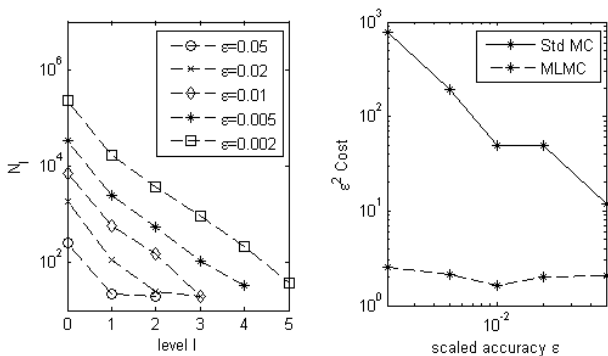 ε=0.05
ε=0.02
ε=0.01
ε=0.005
ε=0.002
10^6
10^4
10^2
N_l
0 1 2 3 4 5
level l
Std MC
MLMC
10^3
10^2
10^1
10^0
ε^2 Cost
10^-2
scaled accuracy ε